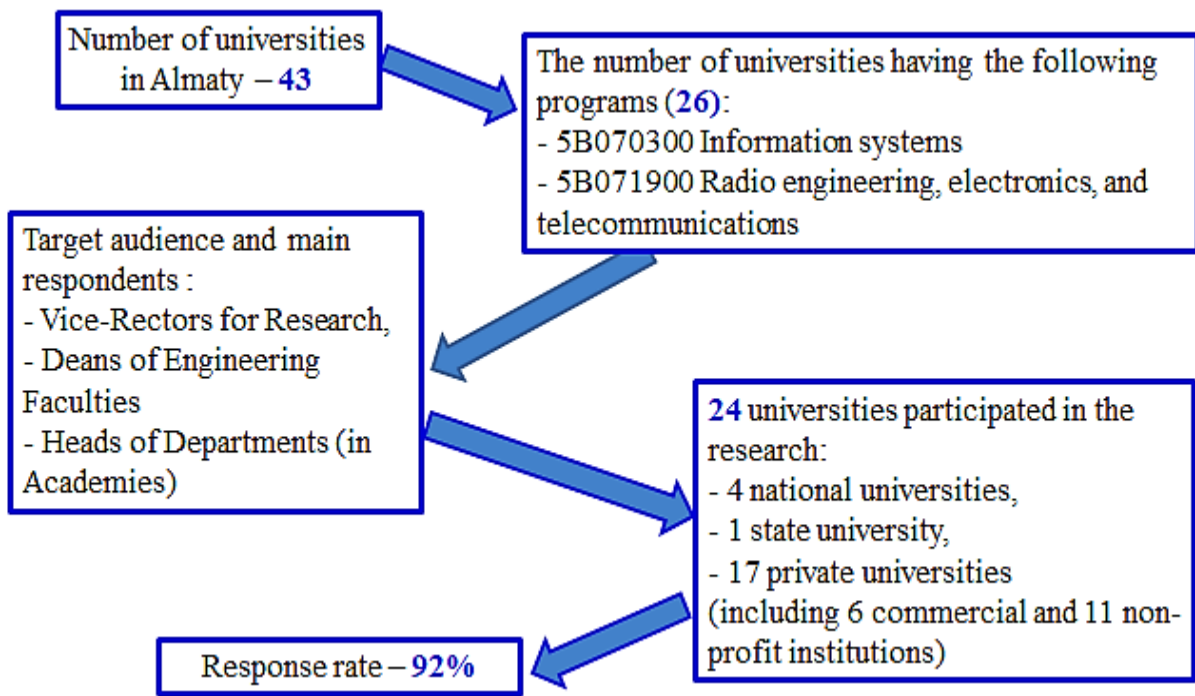 Number of universities
in Almaty – 43
The number of universities having the following
programs (26):
- 5B070300 Information systems
- 5B071900 Radio engineering, electronics, and
telecommunications
Target audience and main
respondents :
- Vice-Rectors for Research,
- Deans of Engineering
Faculties
- Heads of Departments (in
Academies)
24 universities participated in the
research:
- 4 national universities,
- 1 state university,
- 17 private universities
(including 6 commercial and 11 non-
profit institutions)
Response rate – 92%